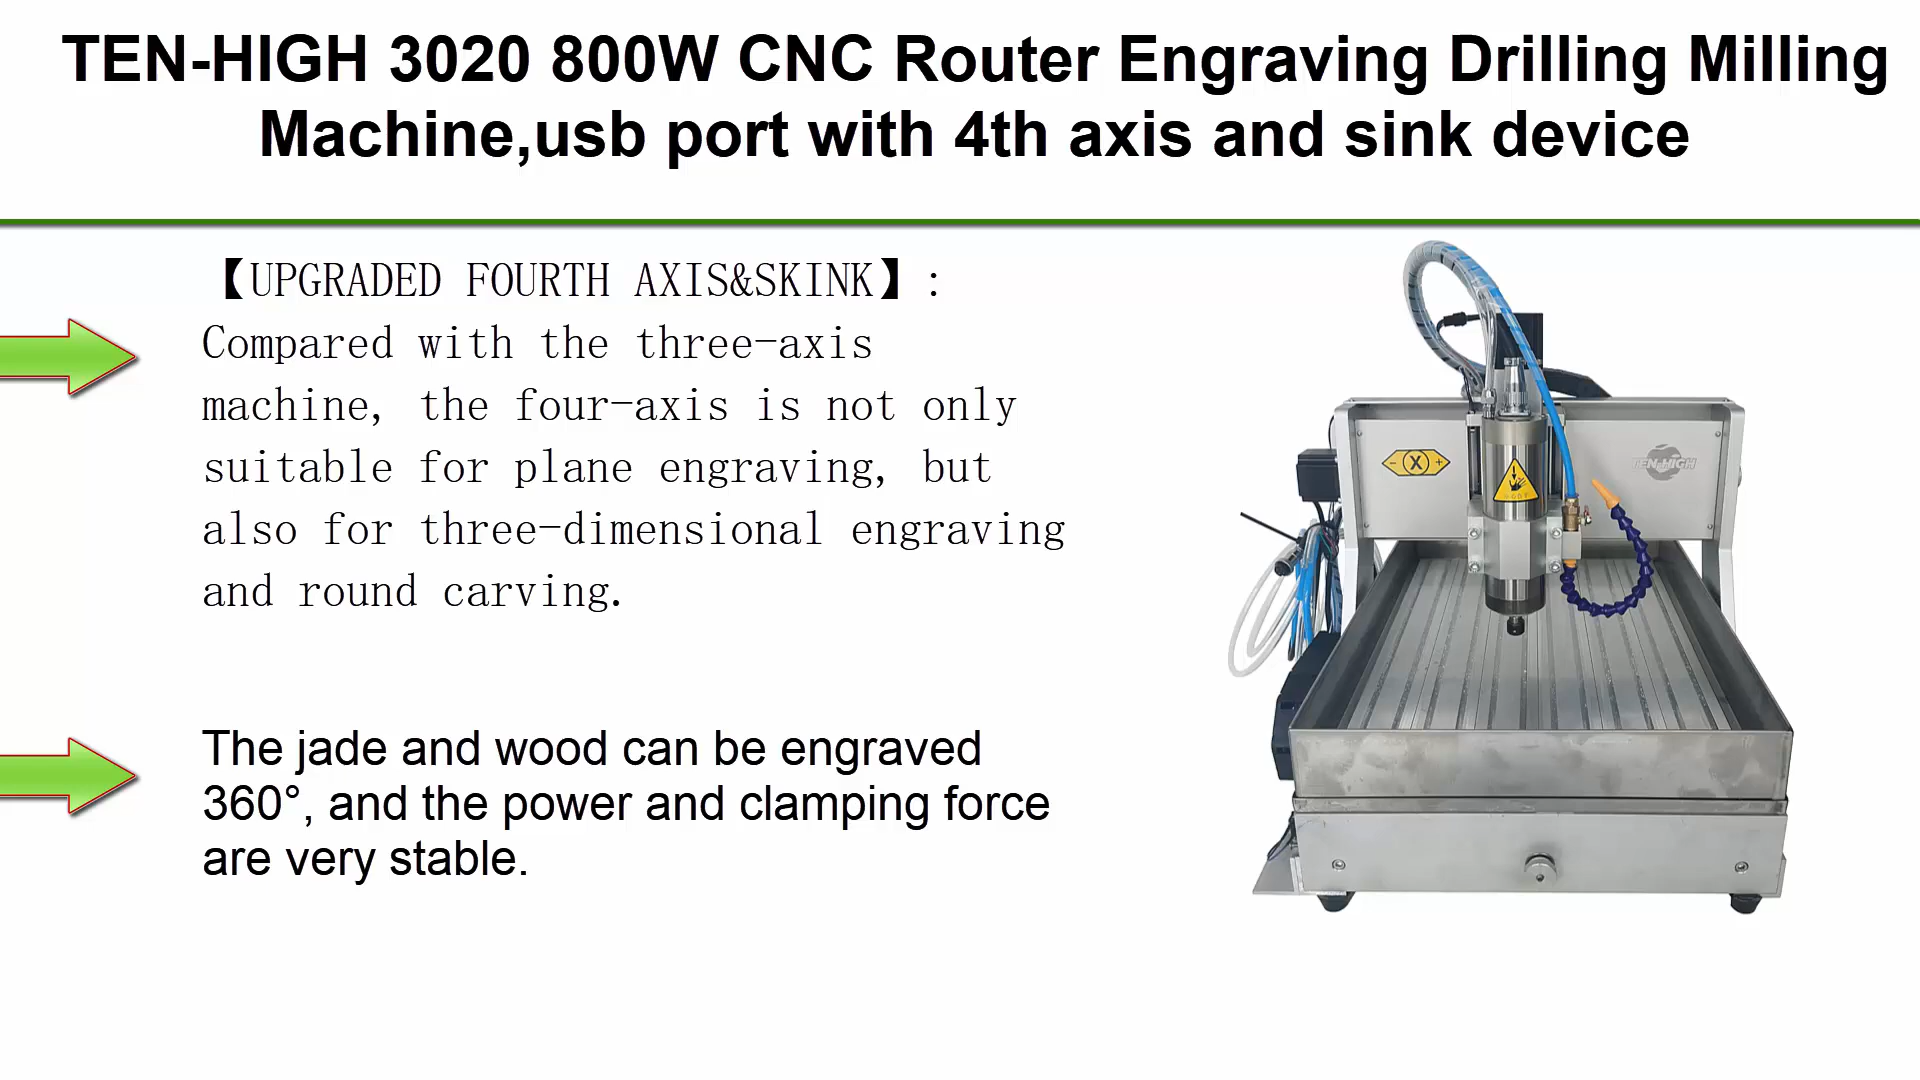 TEN-HIGH 3020 800W CNC Router Engraving Drilling Milling
Machine,usb port with 4th axis and sink device
【UPGRADED FOURTH AXIS&SKINK】:
Compared with the three-axis
machine, the four-axis is not only
suitable for plane engraving, but
also for three-dimensional engraving
and round carving.
The jade and wood can be engraved
360°, and the power and clamping force
are very stable.
- X +
TEN-HIGH